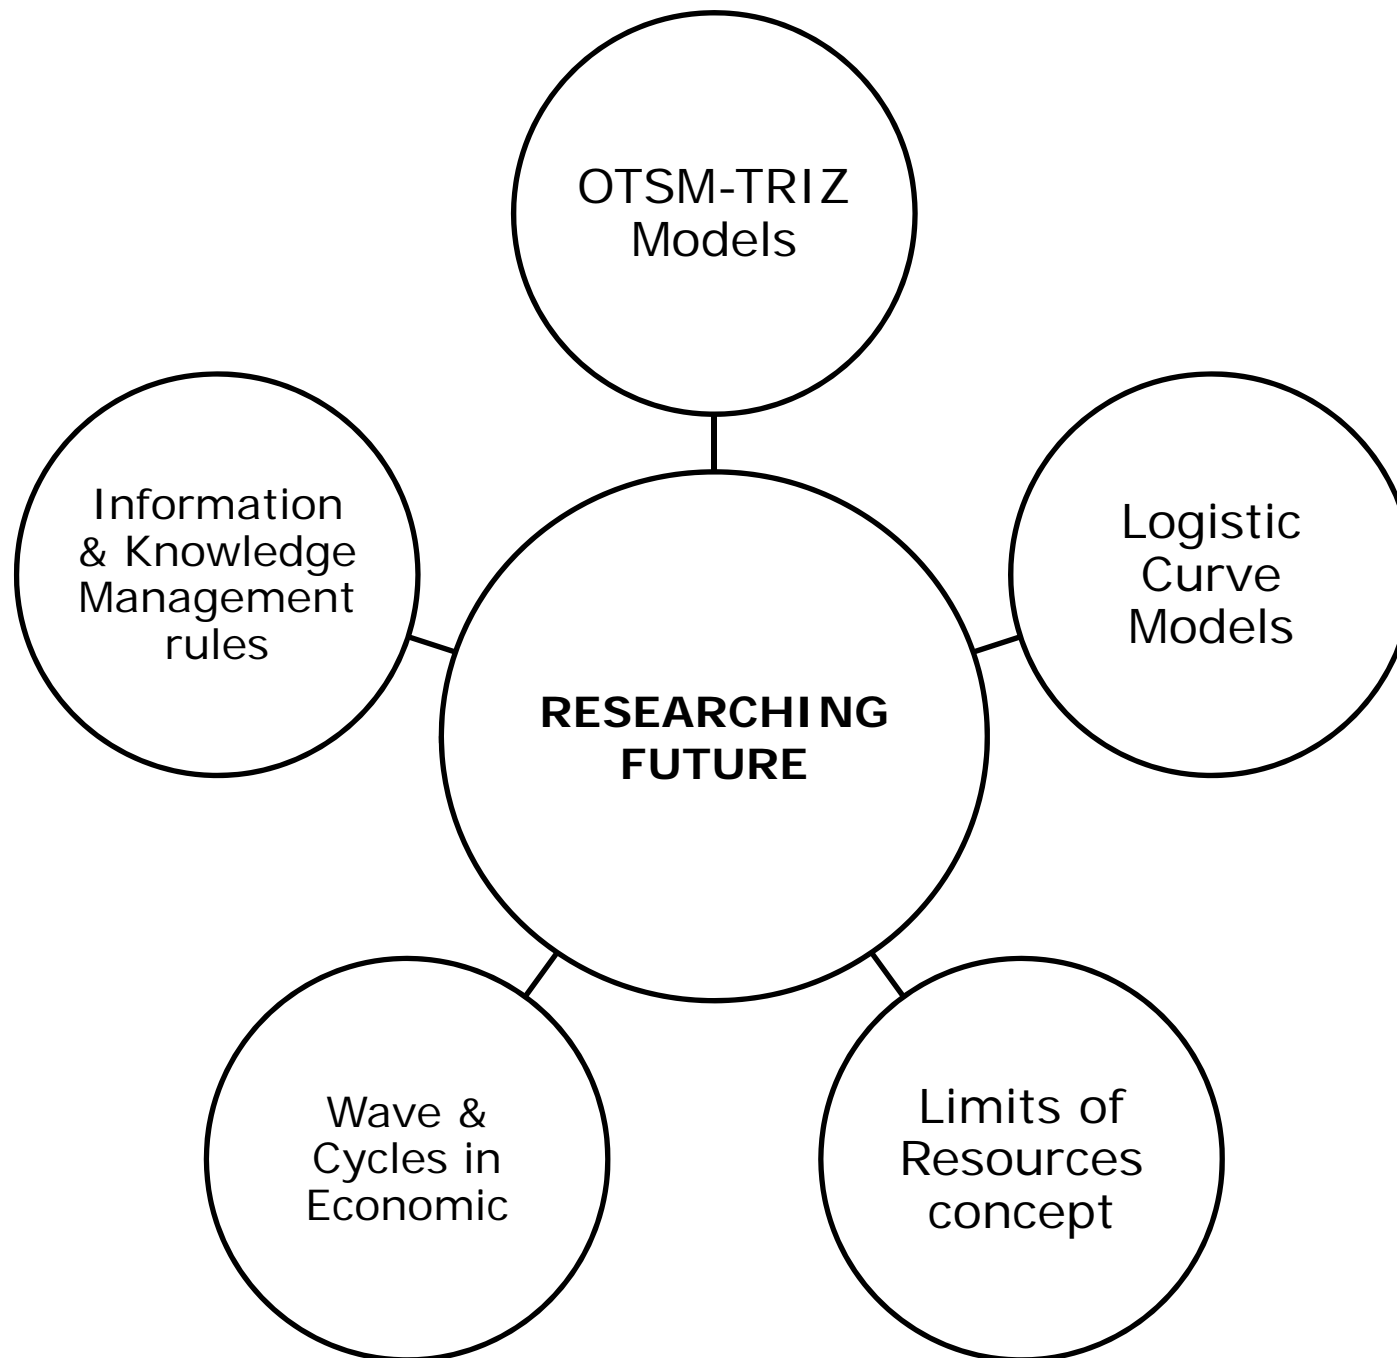 OTSM-TRIZ
Models
Information
& Knowledge
Management
rules
Logistic
Curve
Models
RESEARCHING
FUTURE
Wave &
Cycles in
Economic
Limits of
Resources
concept